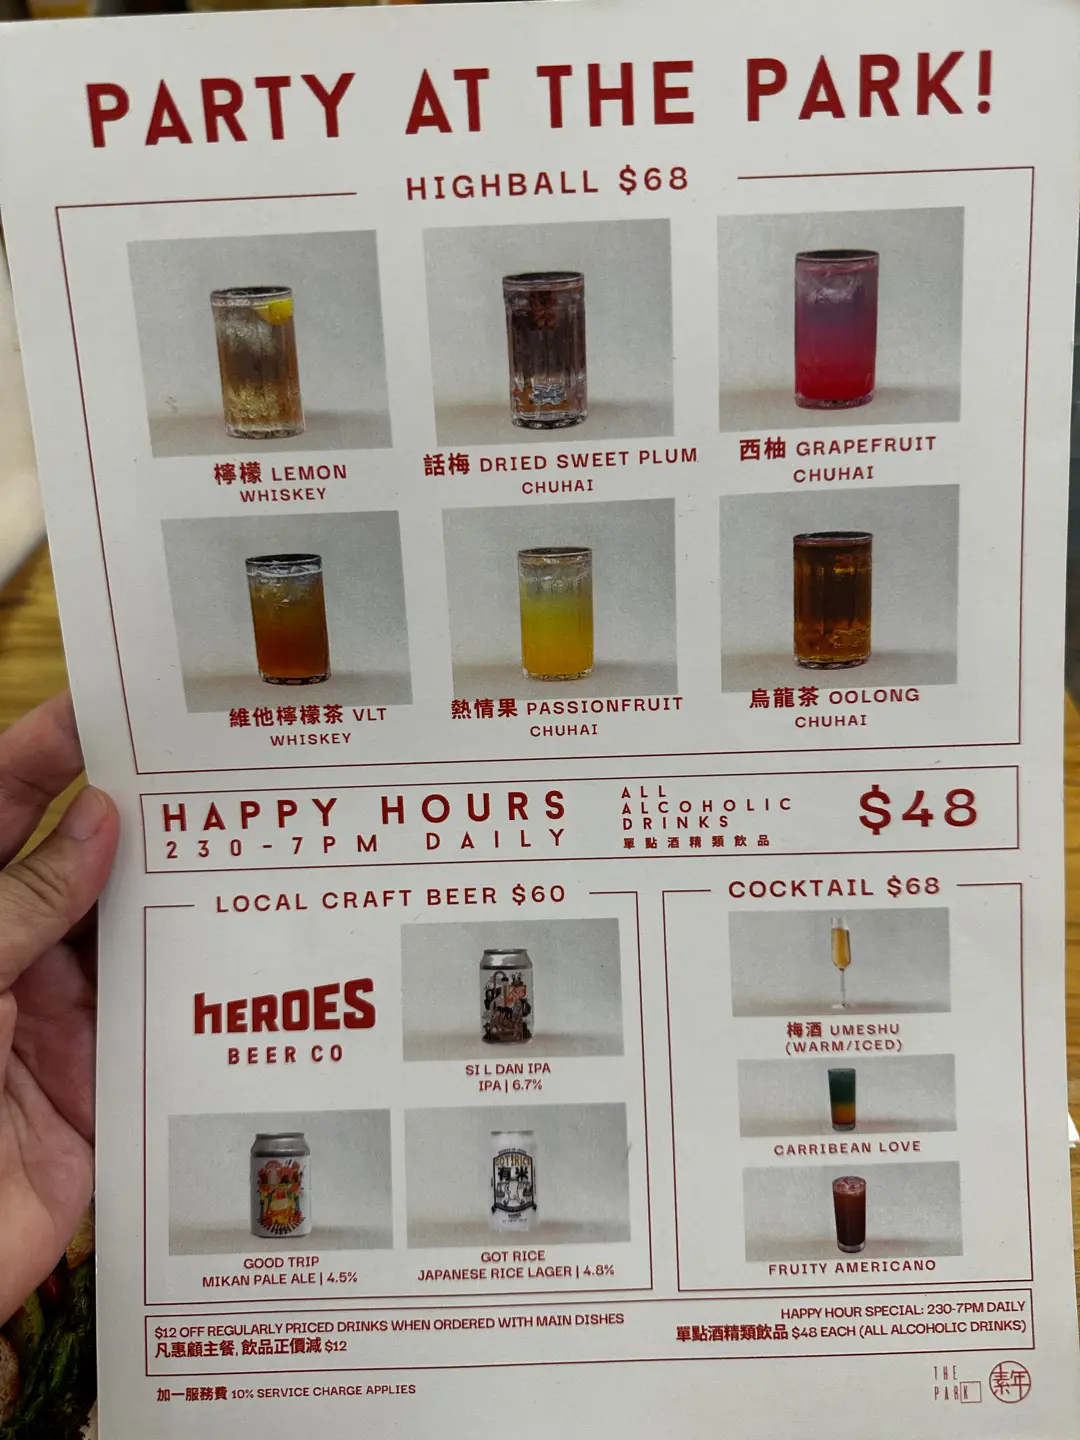 PARTY AT THE PARK!
HIGHBALL $68
檸檬 LEMON
WHISKEY
話梅 DRIED SWEET PLUM
CHUHAI
西柚 GRAPEFRUIT
CHUHAI
維他檸檬茶 VLT
WHISKEY
熱情果 PASSIONFRUIT
CHUHAI
烏龍茶 OOLONG
CHUHAI
HAPPY HOURS
230-7PM DAILY
ALL
ALCOHOLIC
DRINKS
單點酒精類飲品
$48
LOCAL CRAFT BEER $60
HEROES
BEER CO
SI L DAN IPA
IPA | 6.7%
GOOD TRIP
MIKAN PALE ALE | 4.5%
GOT RICE
有米
GOT RICE
JAPANESE RICE LAGER | 4.8%
COCKTAIL $68
梅酒 UMESHU
(WARM/ICED)
CARRIBEAN LOVE
FRUITY AMERICANO
$12 OFF REGULARLY PRICED DRINKS WHEN ORDERED WITH MAIN DISHES
凡惠顧主餐, 飲品正價減 $12
HAPPY HOUR SPECIAL: 230-7PM DAILY
單點酒精類飲品 $48 EACH (ALL ALCOHOLIC DRINKS)
加一服務費 10% SERVICE CHARGE APPLIES
THE
PARK
素年